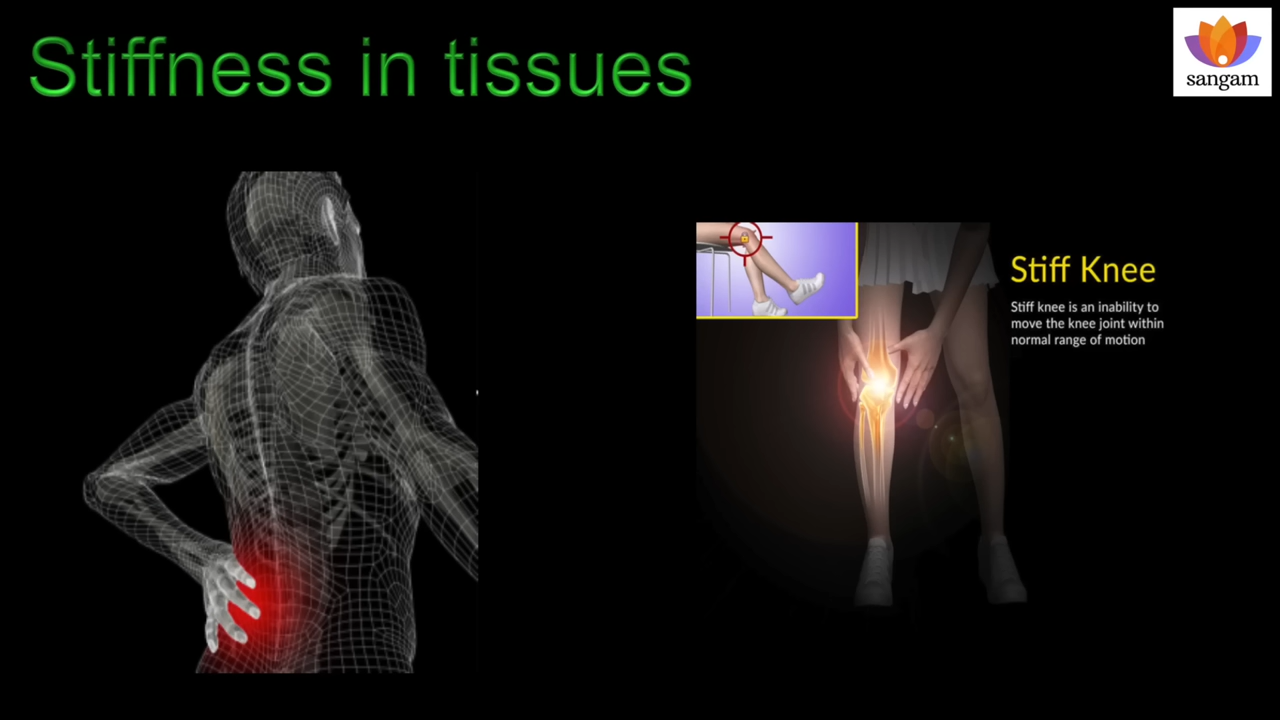 Stiffness in tissues
sangam
Stiff Knee
Stiff knee is an inability to
move the knee joint within
normal range of motion